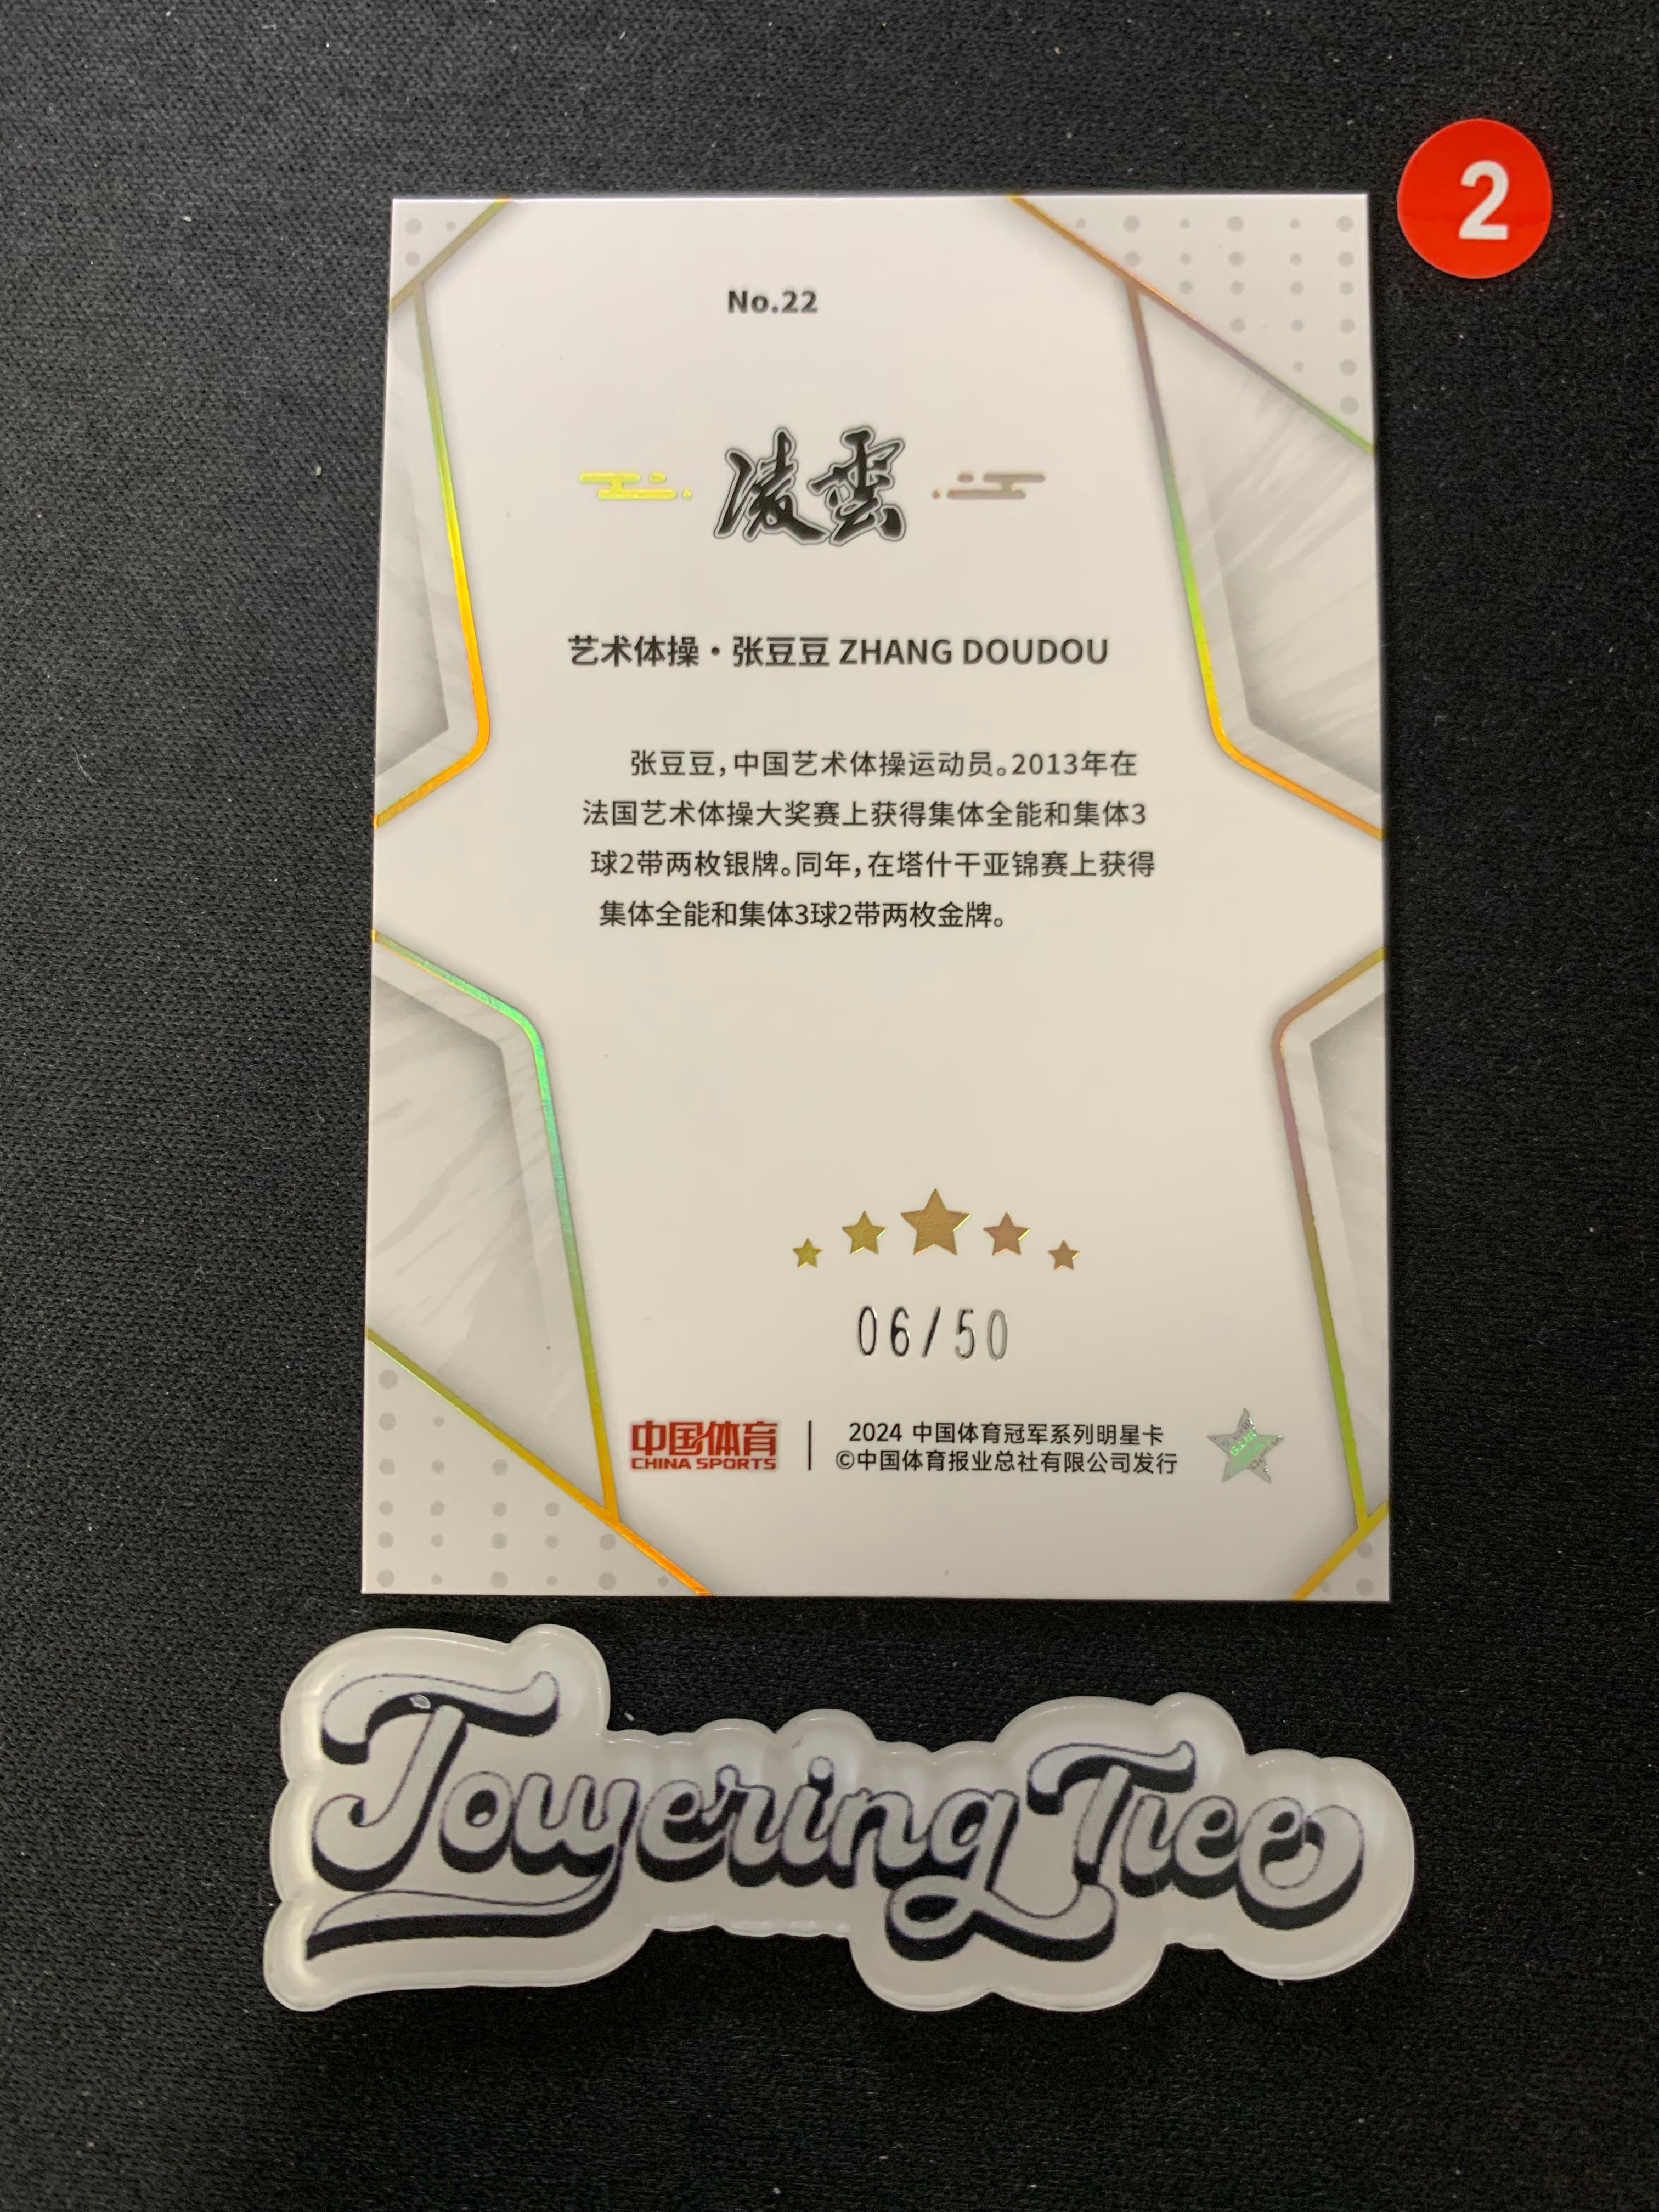 2
No.22
凌雲
艺术体操·张豆豆 ZHANG DOUDOU
张豆豆，中国艺术体操运动员。2013年在
法国艺术体操大奖赛上获得集体全能和集体3
球2带两枚银牌。同年，在塔什干亚锦赛上获得
集体全能和集体3球2带两枚金牌。
06/50
中国体育
CHINA SPORTS
2024 中国体育冠军系列明星卡
©中国体育报业总社有限公司发行
Towering Tree